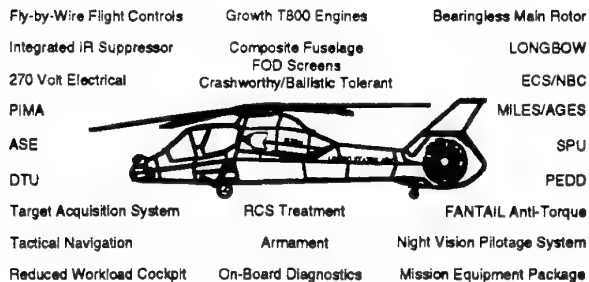 Fly-by-Wire Flight Controls Growth T800 Engines Bearingless Main Rotor
Integrated IR Suppressor Composite Fuselage LONGBOW
FOD Screens
270 Volt Electrical Crashworthy/Ballistic Tolerant ECS/NBC
PIMA MILES/AGES
ASE SPU
DTU PEDD
Target Acquisition System RCS Treatment FANTAIL Anti-Torque
Tactical Navigation Armament Night Vision Pilotage System
Reduced Workload Cockpit On-Board Diagnostics Mission Equipment Package